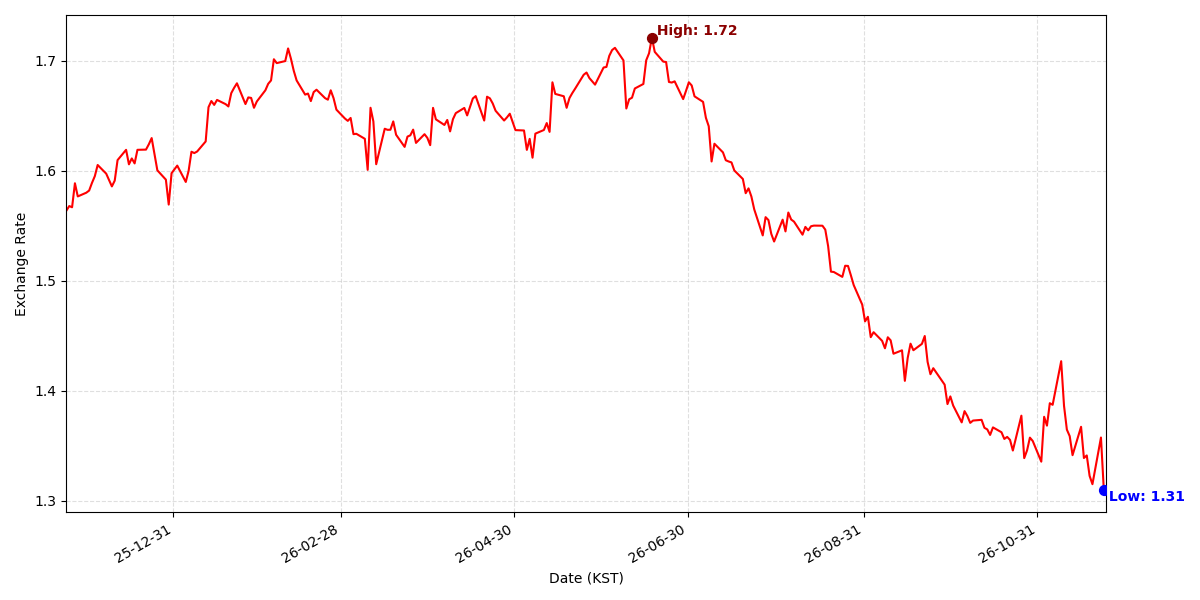 High: 1.72
1.7
1.6
1.5
1.4
1.3
Exchange Rate
Low: 1.31
25-12-31
26-02-28
26-04-30
26-06-30
26-08-31
26-10-31
Date (KST)